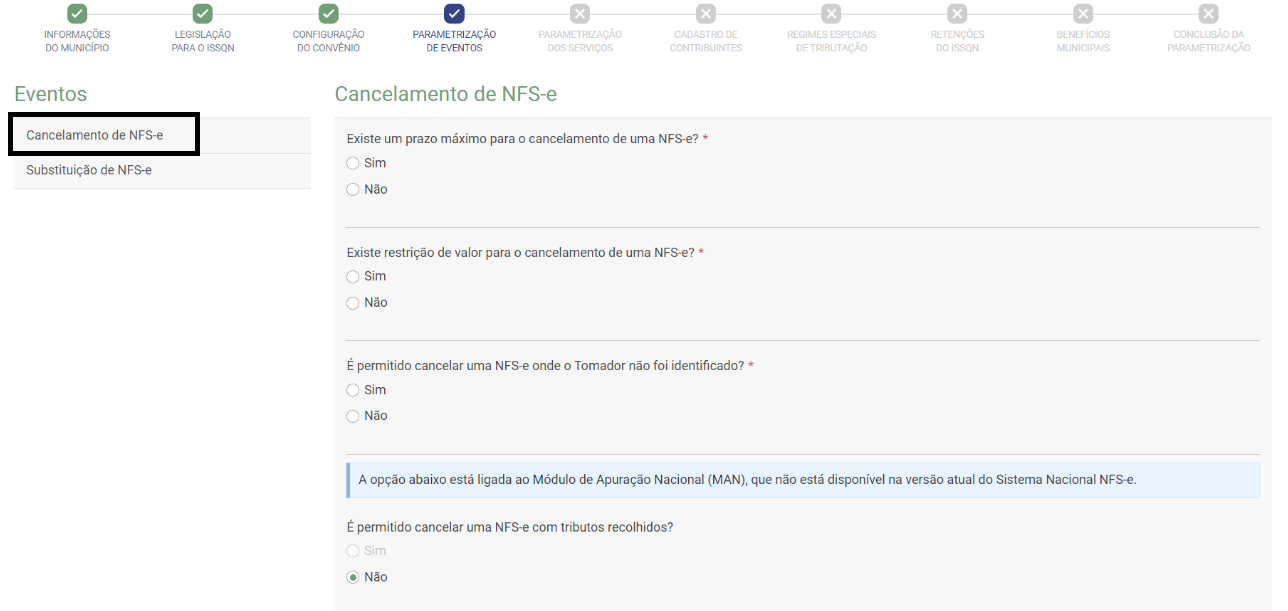 INFORMAÇÕES
DO MUNICÍPIO
LEGISLAÇÃO
PARA O ISSQN
CONFIGURAÇÃO
DO CONVÊNIO
PARAMETRIZAÇÃO
DE EVENTOS
PARAMETRIZAÇÃO
DOS SERVIÇOS
CADASTRO DE
CONTRIBUINTES
REGIMES ESPECIAIS
DE TRIBUTAÇÃO
RETENÇÕES
DO ISSQN
BENEFÍCIOS
MUNICIPAIS
CONCLUSÃO DA
PARAMETRIZAÇÃO
Eventos
Cancelamento de NFS-e
Substituição de NFS-e
Cancelamento de NFS-e
Existe um prazo máximo para o cancelamento de uma NFS-e? *
Sim
Não
Existe restrição de valor para o cancelamento de uma NFS-e? *
Sim
Não
É permitido cancelar uma NFS-e onde o Tomador não foi identificado? *
Sim
Não
A opção abaixo está ligada ao Módulo de Apuração Nacional (MAN), que não está disponível na versão atual do Sistema Nacional NFS-e.
É permitido cancelar uma NFS-e com tributos recolhidos?
Sim
Não